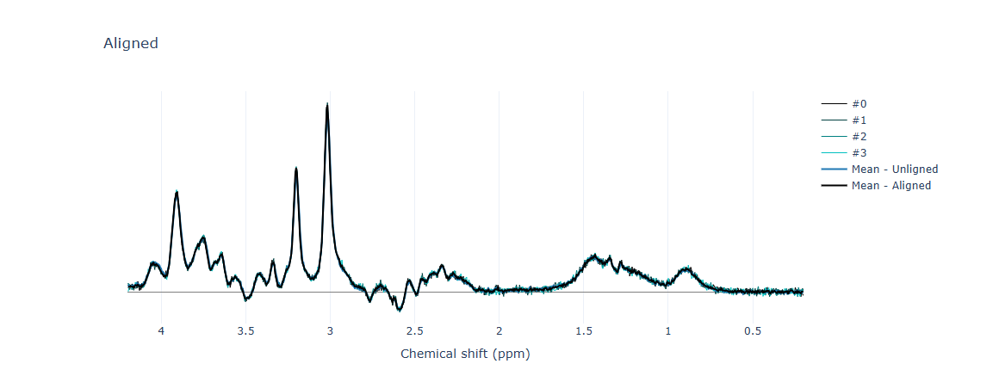 Aligned
#0
#1
#2
#3
Mean - Unligned
Mean - Aligned
4 3.5 3 2.5 2 1.5 1 0.5
Chemical shift (ppm)